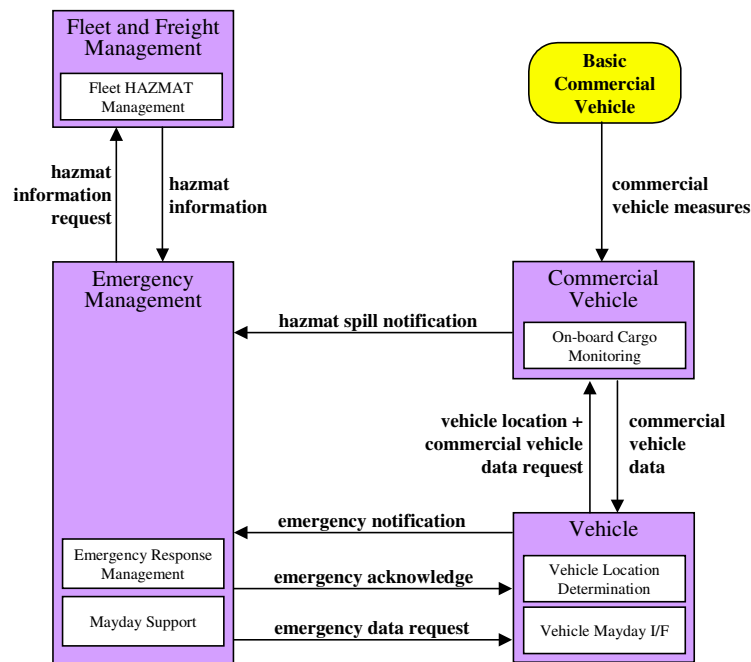 Fleet and Freight
Management
Fleet HAZMAT
Management
Basic
Commercial
Vehicle
hazmat
information
request
hazmat
information
commercial
vehicle measures
Emergency
Management
Commercial
Vehicle
hazmat spill notification
On-board Cargo
Monitoring
vehicle location +
commercial vehicle
data request
commercial
vehicle
data
emergency notification
Vehicle
Emergency Response
Management
emergency acknowledge
Vehicle Location
Determination
Mayday Support
emergency data request
Vehicle Mayday I/F